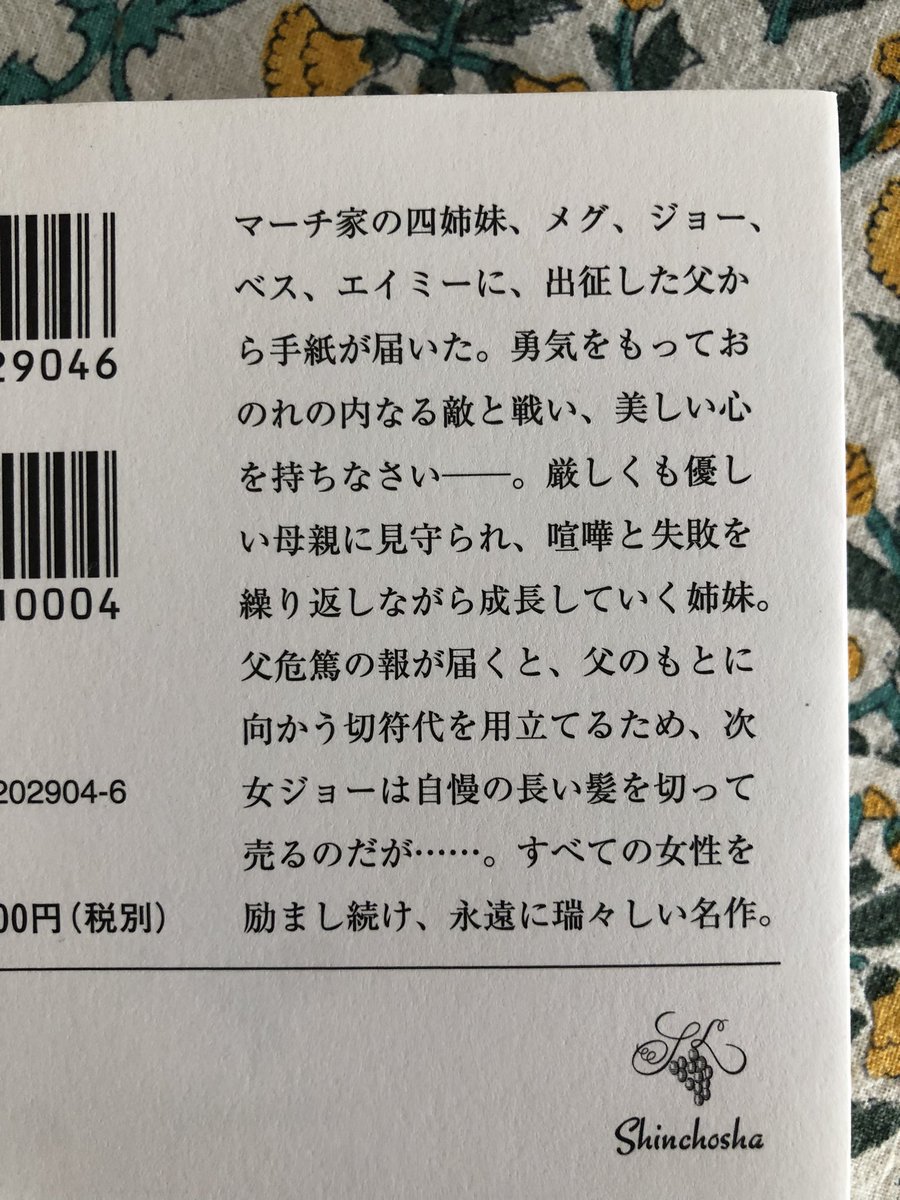 マーチ家の四姉妹、メグ、ジョー、
ベス、エイミーに、出征した父か
ら手紙が届いた。勇気をもってお
のれの内なる敵と戦い、美しい心
を持ちなさい――。厳しくも優し
い母親に見守られ、喧嘩と失敗を
繰り返しながら成長していく姉妹。
父危篤の報が届くと、父のもとに
向かう切符代を用立てるため、次
女ジョーは自慢の長い髪を切って
売るのだが……。すべての女性を
励まし続け、永遠に瑞々しい名作。
29046
10004
202904-6
00円(税別)
SK
Shinchosha